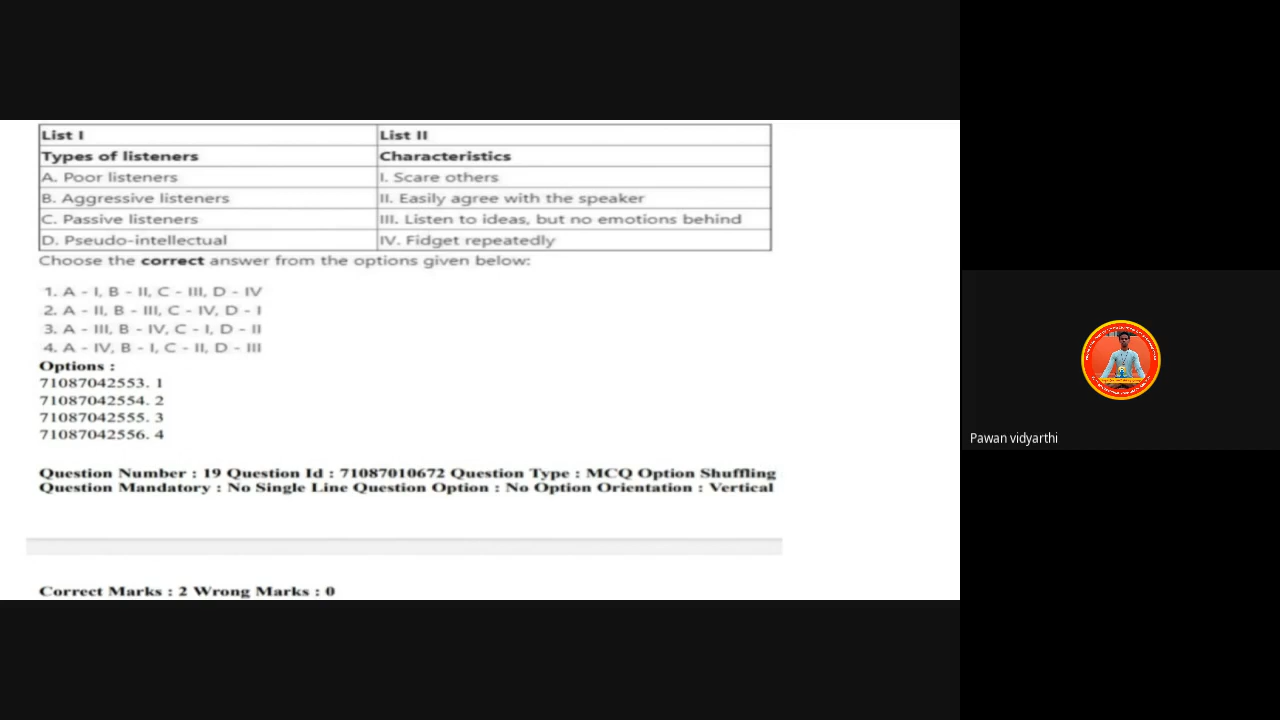 List I List II
Types of listeners Characteristics
A. Poor listeners I. Scare others
B. Aggressive listeners II. Easily agree with the speaker
C. Passive listeners III. Listen to ideas, but no emotions behind
D. Pseudo-intellectual IV. Fidget repeatedly
Choose the correct answer from the options given below:
1. A - I, B - II, C - III, D - IV
2. A - II, B - III, C - IV, D - I
3. A - III, B - IV, C - I, D - II
4. A - IV, B - I, C - II, D - III
Options :
71087042553. 1
71087042554. 2
71087042555. 3
71087042556. 4
Question Number : 19 Question Id : 71087010672 Question Type : MCQ Option Shuffling
Question Mandatory : No Single Line Question Option : No Option Orientation : Vertical
Correct Marks : 2 Wrong Marks : 0
Pawan vidyarthi